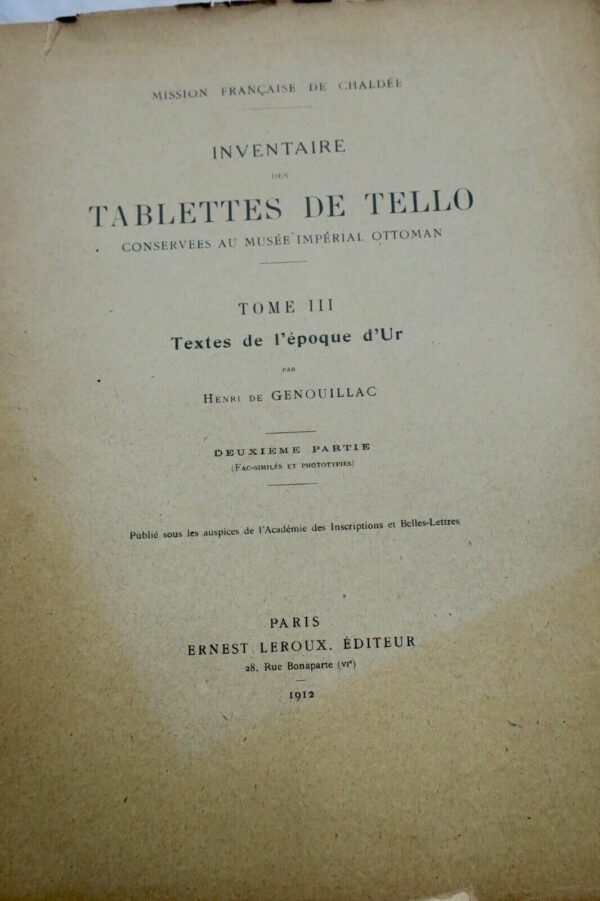 MISSION FRANÇAISE DE CHALDÉE
INVENTAIRE
DES
TABLETTES DE TELLO
CONSERVÉES AU MUSÉE IMPÉRIAL OTTOMAN
TOME III
Textes de l'époque d'Ur
PAR
HENRI DE GENOUILLAC
DEUXIEME PARTIE
(FAC-SIMILÉS ET PHOTOTYPIES)
Publié sous les auspices de l'Académie des Inscriptions et Belles-Lettres
PARIS
ERNEST LEROUX, ÉDITEUR
28, Rue Bonaparte (VIe)
1912